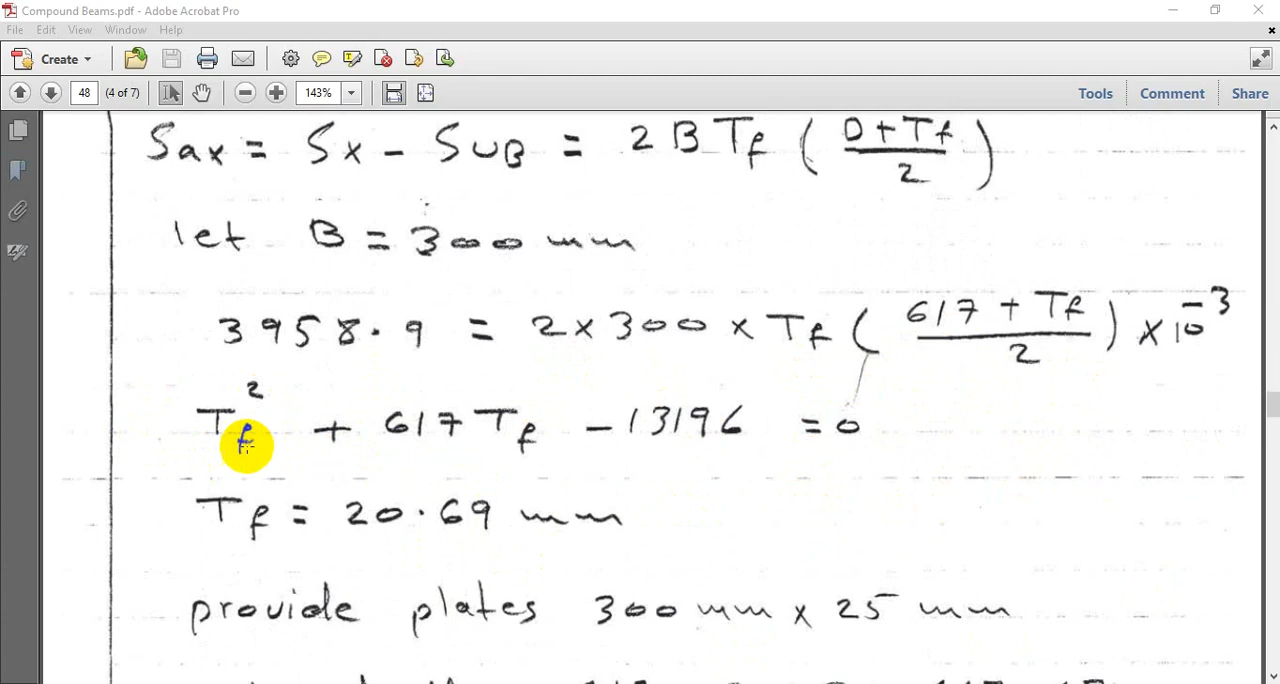 Compound Beams.pdf - Adobe Acrobat Pro
File Edit View Window Help
Create
48 (4 of 7) 143% Tools Comment Share
Sax = Sx - SUB = 2 B Tf ( D + Tf / 2 )
let B = 300 mm
3958.9 = 2 x 300 x Tf ( 617 + Tf / 2 ) x 10^-3
Tf^2 + 617 Tf - 13196 = 0
Tf = 20.69 mm
provide plates 300 mm x 25 mm